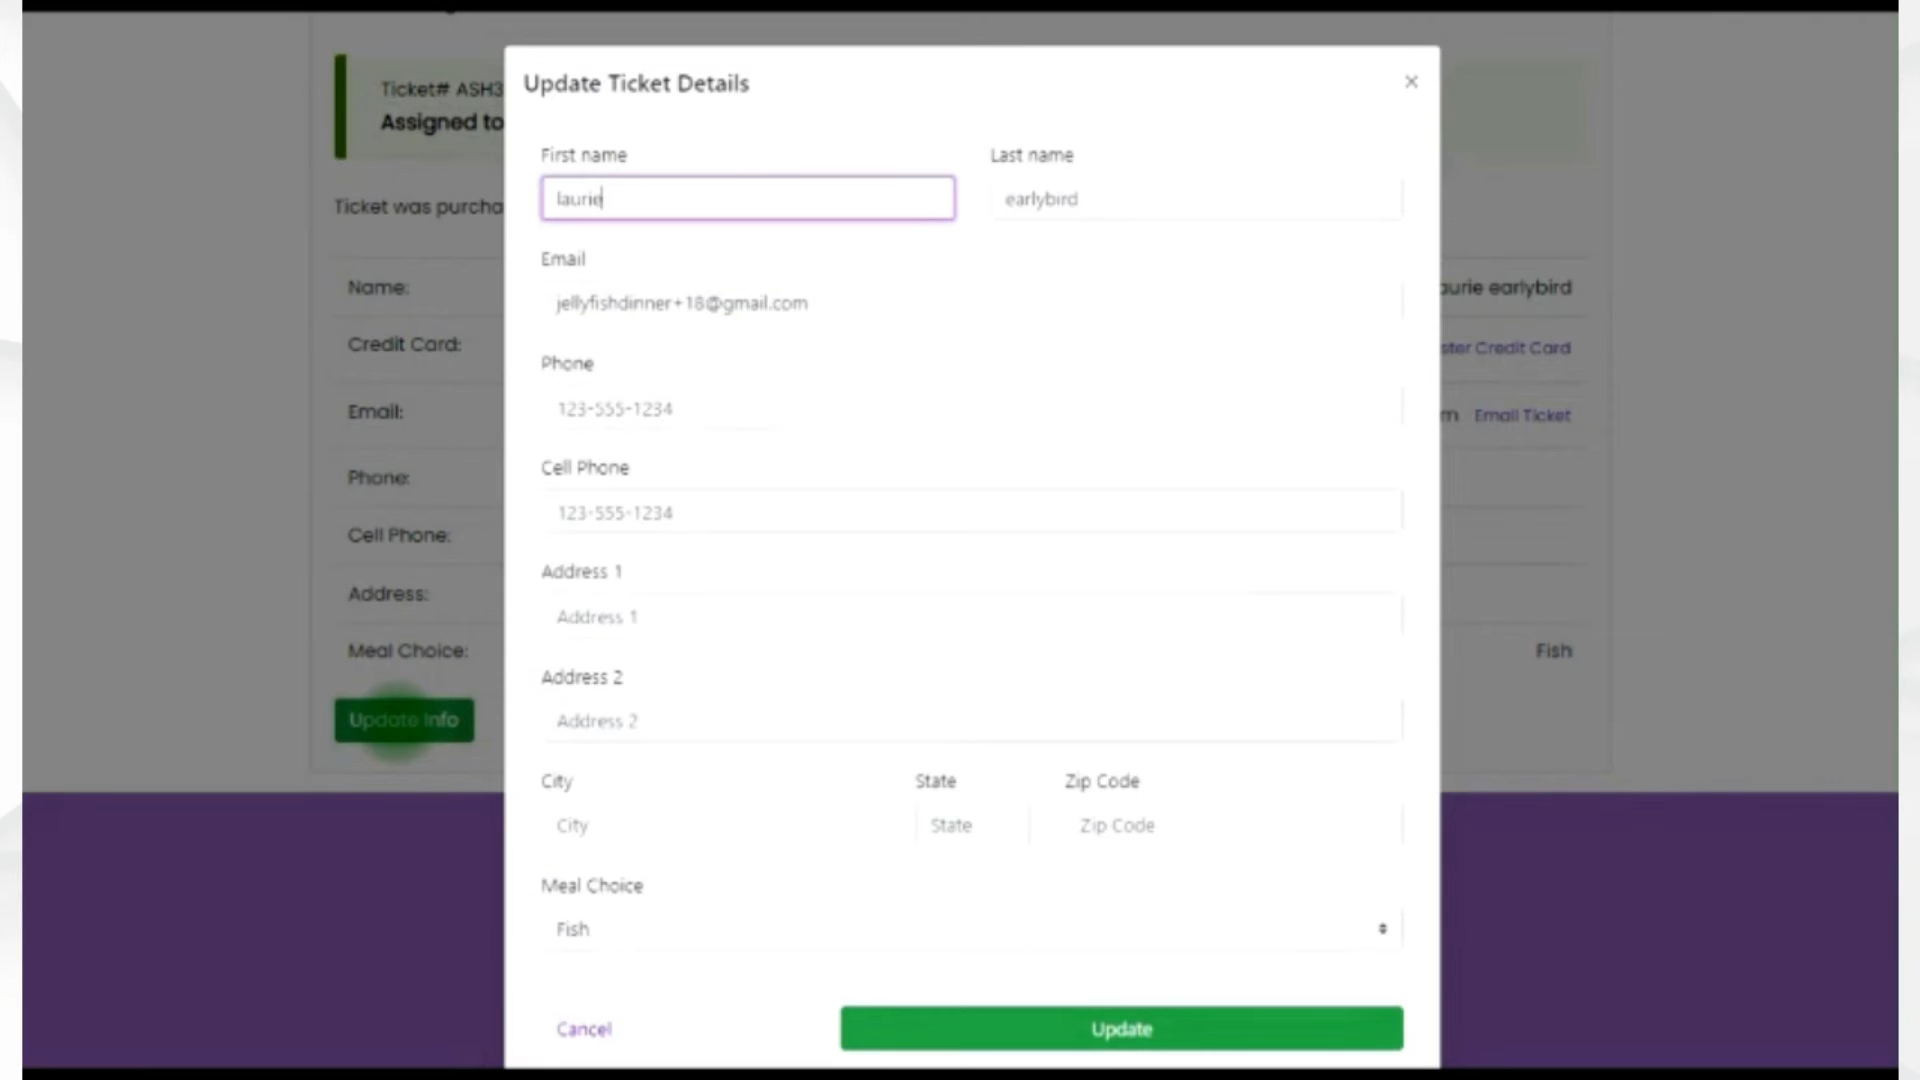 Update Ticket Details
×
First name
Last name
laurie
earlybird
Email
jellyfishdinner+18@gmail.com
Phone
123-555-1234
Cell Phone
123-555-1234
Address 1
Address 1
Address 2
Address 2
City
State
Zip Code
City
State
Zip Code
Meal Choice
Fish
Cancel
Update
Ticket# ASH3
Assigned to
Ticket was purcha
Name:
aurie earlybird
Credit Card:
ster Credit Card
Email:
m Email Ticket
Phone:
Cell Phone:
Address:
Meal Choice:
Fish
Update Info